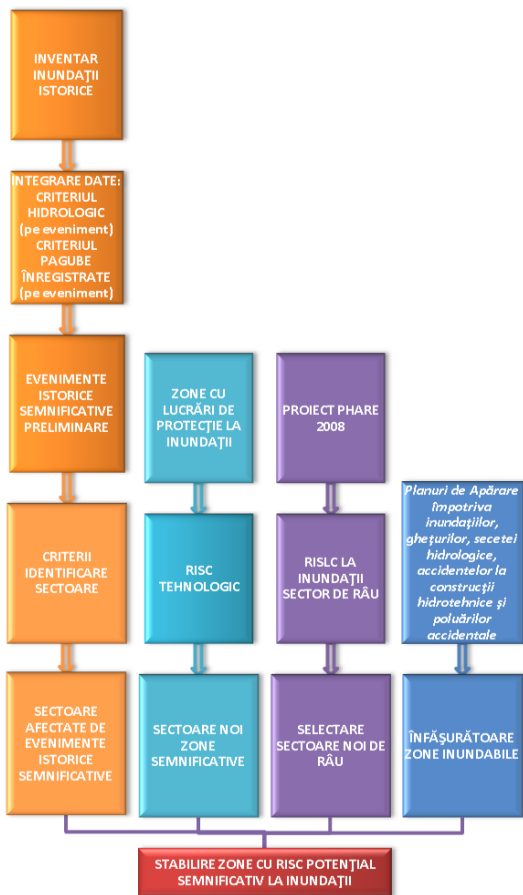 INVENTAR
INUNDAŢII
ISTORICE
INTEGRARE DATE:
CRITERIUL
HIDROLOGIC
(pe eveniment)
CRITERIUL
PAGUBE
ÎNREGISTRATE
(pe eveniment)
EVENIMENTE
ISTORICE
SEMNIFICATIVE
PRELIMINARE
CRITERII
IDENTIFICARE
SECTOARE
SECTOARE
AFECTATE DE
EVENIMENTE
ISTORICE
SEMNIFICATIVE
ZONE CU
LUCRĂRI DE
PROTECŢIE LA
INUNDAŢII
RISC
TEHNOLOGIC
SECTOARE NOI
ZONE
SEMNIFICATIVE
PROIECT PHARE
2008
RISLC LA
INUNDAŢII
SECTOR DE RÂU
SELECTARE
SECTOARE NOI DE
RÂU
Planuri de Apărare
împotriva
inundaţiilor,
gheţurilor, secetei
hidrologice,
accidentelor la
construcţii
hidrotehnice şi
poluărilor
accidentale
ÎNFĂŞURĂTOARE
ZONE INUNDABILE
STABILIRE ZONE CU RISC POTENŢIAL
SEMNIFICATIV LA INUNDAŢII